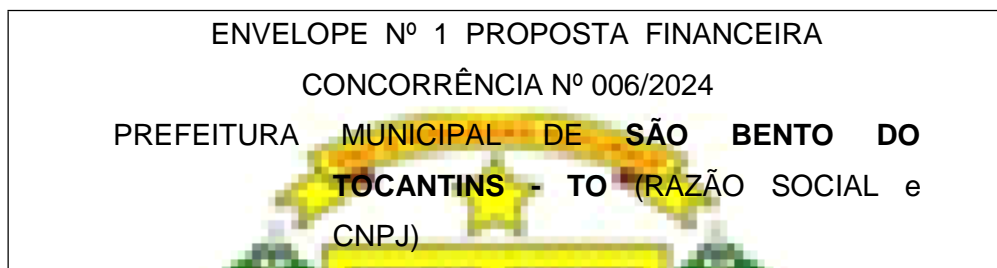 ENVELOPE Nº 1 PROPOSTA FINANCEIRA
CONCORRÊNCIA Nº 006/2024
PREFEITURA MUNICIPAL DE SÃO BENTO DO
TOCANTINS - TO (RAZÃO SOCIAL e
CNPJ)